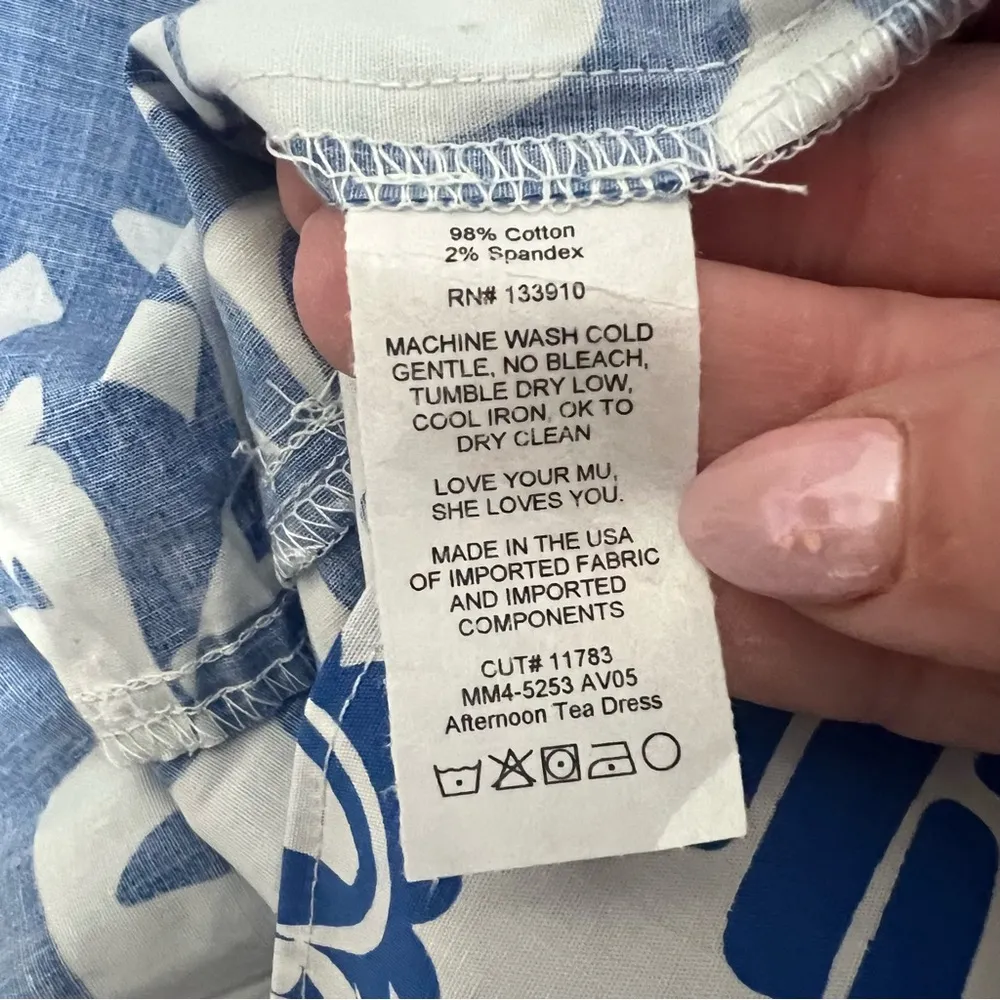 98% Cotton
2% Spandex
RN# 133910
MACHINE WASH COLD
GENTLE, NO BLEACH,
TUMBLE DRY LOW,
COOL IRON, OK TO
DRY CLEAN
LOVE YOUR MU,
SHE LOVES YOU.
MADE IN THE USA
OF IMPORTED FABRIC
AND IMPORTED
COMPONENTS
CUT# 11783
MM4-5253 AV05
Afternoon Tea Dress